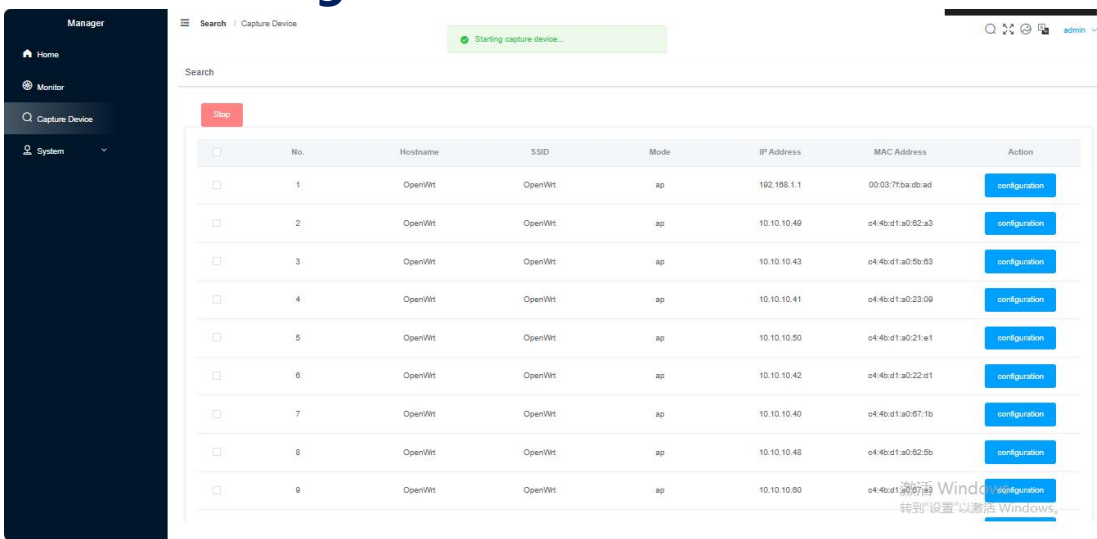 Manager
Search / Capture Device
Starting capture device...
admin
Home
Search
Monitor
Capture Device
Stop
System
No. Hostname SSID Mode IP Address MAC Address Action
1 OpenWrt OpenWrt ap 192.168.1.1 00:03:7f:ba:db:ad configuration
2 OpenWrt OpenWrt ap 10.10.10.49 c4:4b:d1:a0:62:a3 configuration
3 OpenWrt OpenWrt ap 10.10.10.43 c4:4b:d1:a0:5b:63 configuration
4 OpenWrt OpenWrt ap 10.10.10.41 c4:4b:d1:a0:23:09 configuration
5 OpenWrt OpenWrt ap 10.10.10.50 c4:4b:d1:a0:21:e1 configuration
6 OpenWrt OpenWrt ap 10.10.10.42 c4:4b:d1:a0:22:d1 configuration
7 OpenWrt OpenWrt ap 10.10.10.40 c4:4b:d1:a0:67:1b configuration
8 OpenWrt OpenWrt ap 10.10.10.48 c4:4b:d1:a0:62:5b configuration
9 OpenWrt OpenWrt ap 10.10.10.60 c4:4b:d1:a0:67:a3 configuration
激活 Windows
转到"设置"以激活 Windows。